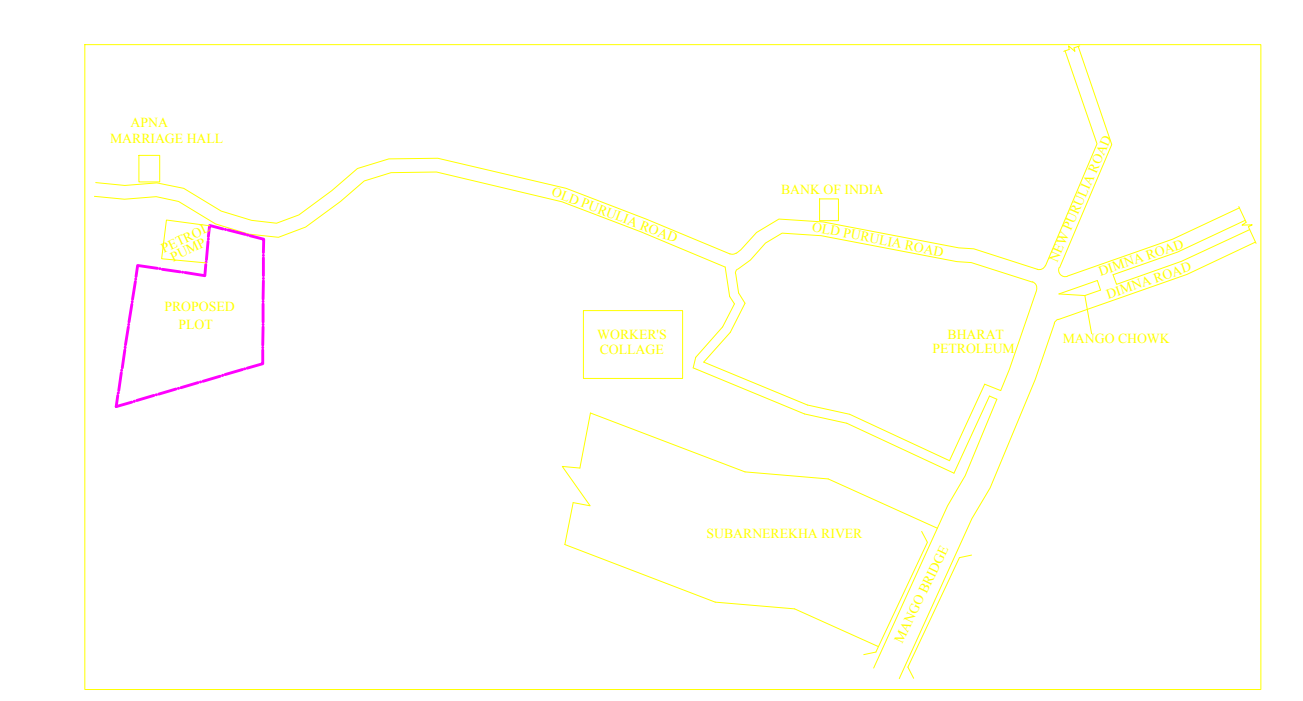 APNA
MARRIAGE HALL
PETROL
PUMP
PROPOSED
PLOT
OLD PURULIA ROAD
BANK OF INDIA
OLD PURULIA ROAD
NEW PURULIA ROAD
DIMNA ROAD
DIMNA ROAD
MANGO CHOWK
BHARAT
PETROLEUM
WORKER'S
COLLAGE
SUBARNEREKHA RIVER
MANGO BRIDGE